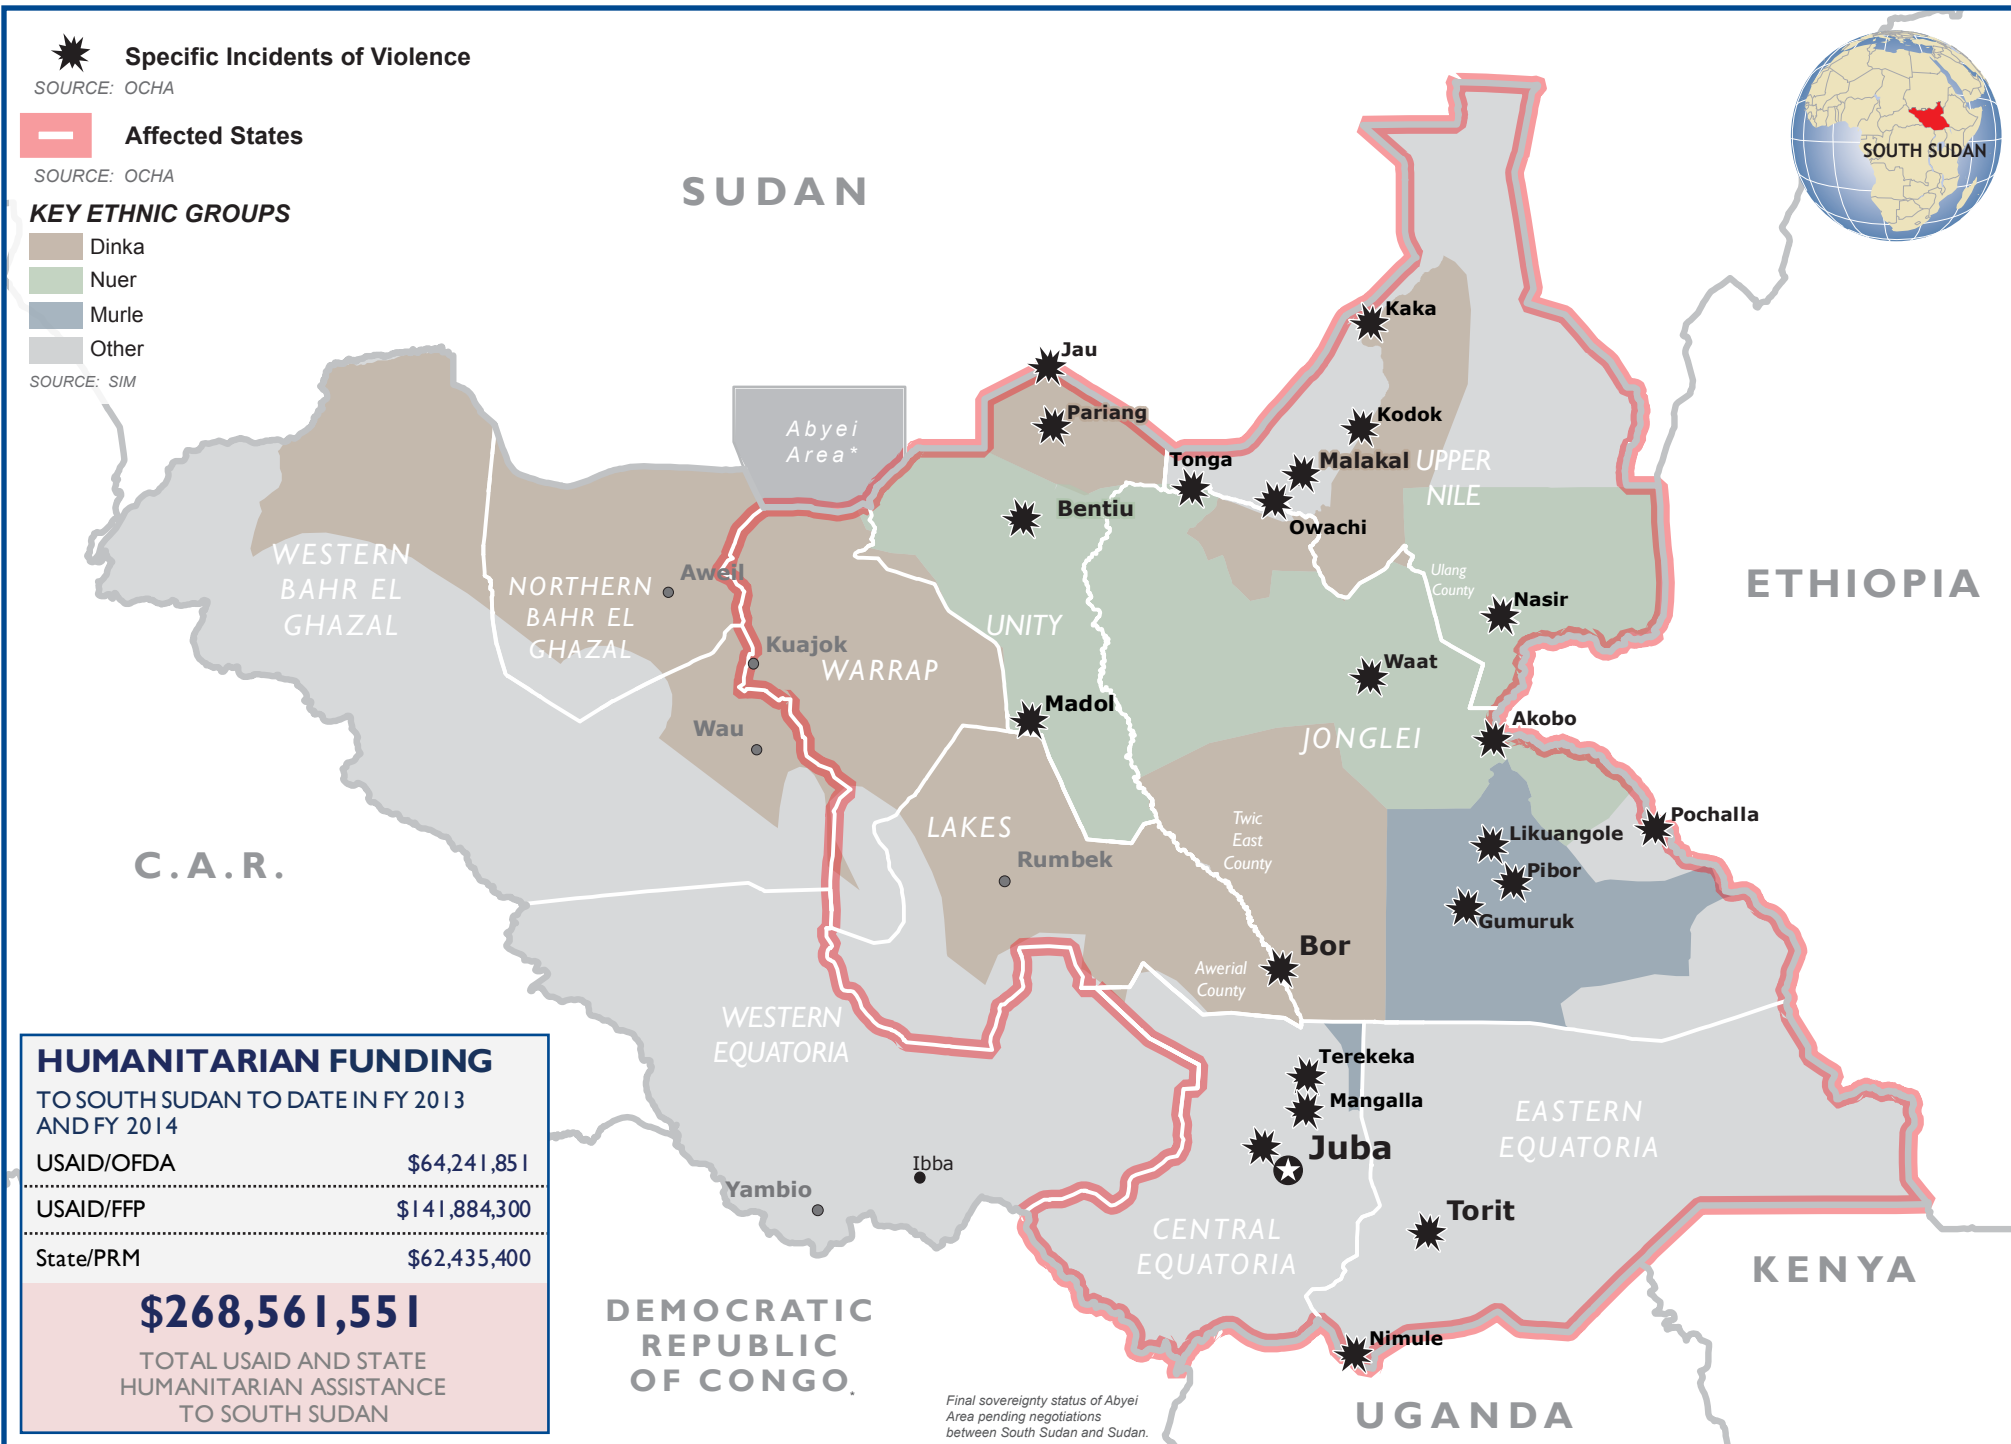 Specific Incidents of Violence
SOURCE: OCHA
Affected States
SOURCE: OCHA
KEY ETHNIC GROUPS
Dinka
Nuer
Murle
Other
SOURCE: SIM
SUDAN
SOUTH SUDAN
Kaka
Jau
Pariang
Kodok
Abyei
Area*
Tonga
Malakal
UPPER
NILE
Bentiu
Owachi
WESTERN
BAHR EL
GHAZAL
NORTHERN
BAHR EL
GHAZAL
Aweil
Ulang
County
ETHIOPIA
Nasir
UNITY
Kuajok
WARRAP
Waat
Madol
Wau
Akobo
JONGLEI
LAKES
Twic
East
County
Pochalla
Likuangole
C.A.R.
Rumbek
Pibor
Gumuruk
Bor
Awerial
County
WESTERN
EQUATORIA
Terekeka
Mangalla
EASTERN
EQUATORIA
Juba
Ibba
Yambio
Torit
CENTRAL
EQUATORIA
KENYA
DEMOCRATIC
REPUBLIC
OF CONGO
Nimule
UGANDA
HUMANITARIAN FUNDING
TO SOUTH SUDAN TO DATE IN FY 2013
AND FY 2014
USAID/OFDA $64,241,851
USAID/FFP $141,884,300
State/PRM $62,435,400
$268,561,551
TOTAL USAID AND STATE
HUMANITARIAN ASSISTANCE
TO SOUTH SUDAN
*
Final sovereignty status of Abyei
Area pending negotiations
between South Sudan and Sudan.